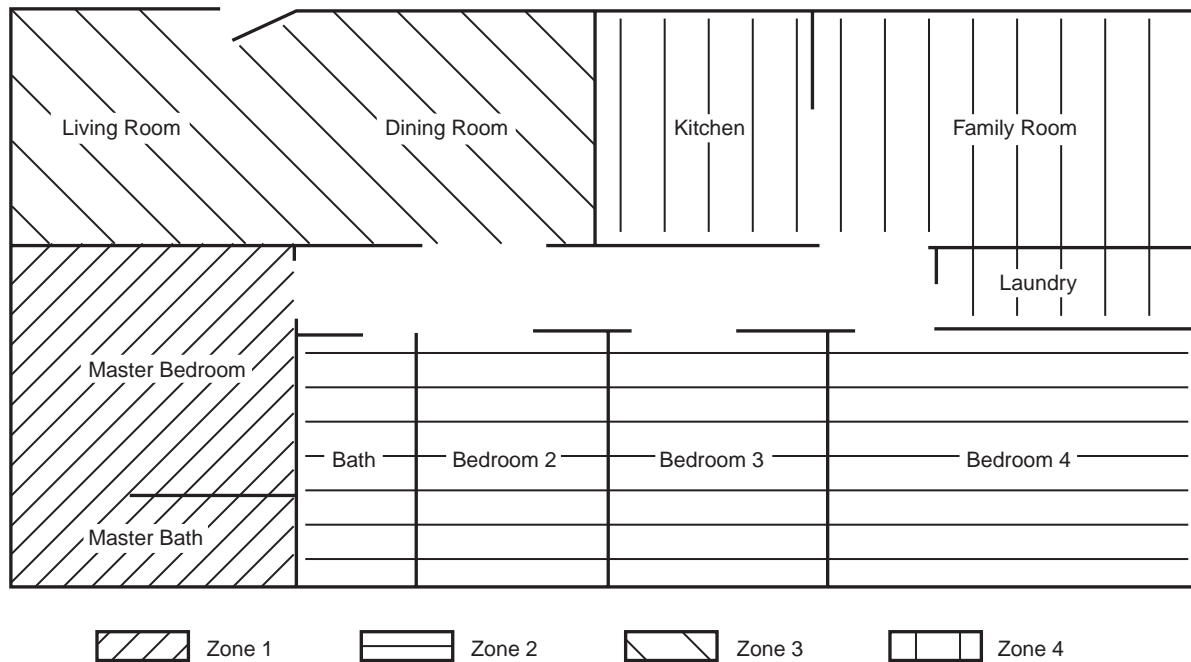 Living Room
Dining Room
Kitchen
Family Room
Laundry
Master Bedroom
Bath
Bedroom 2
Bedroom 3
Bedroom 4
Master Bath
Zone 1
Zone 2
Zone 3
Zone 4